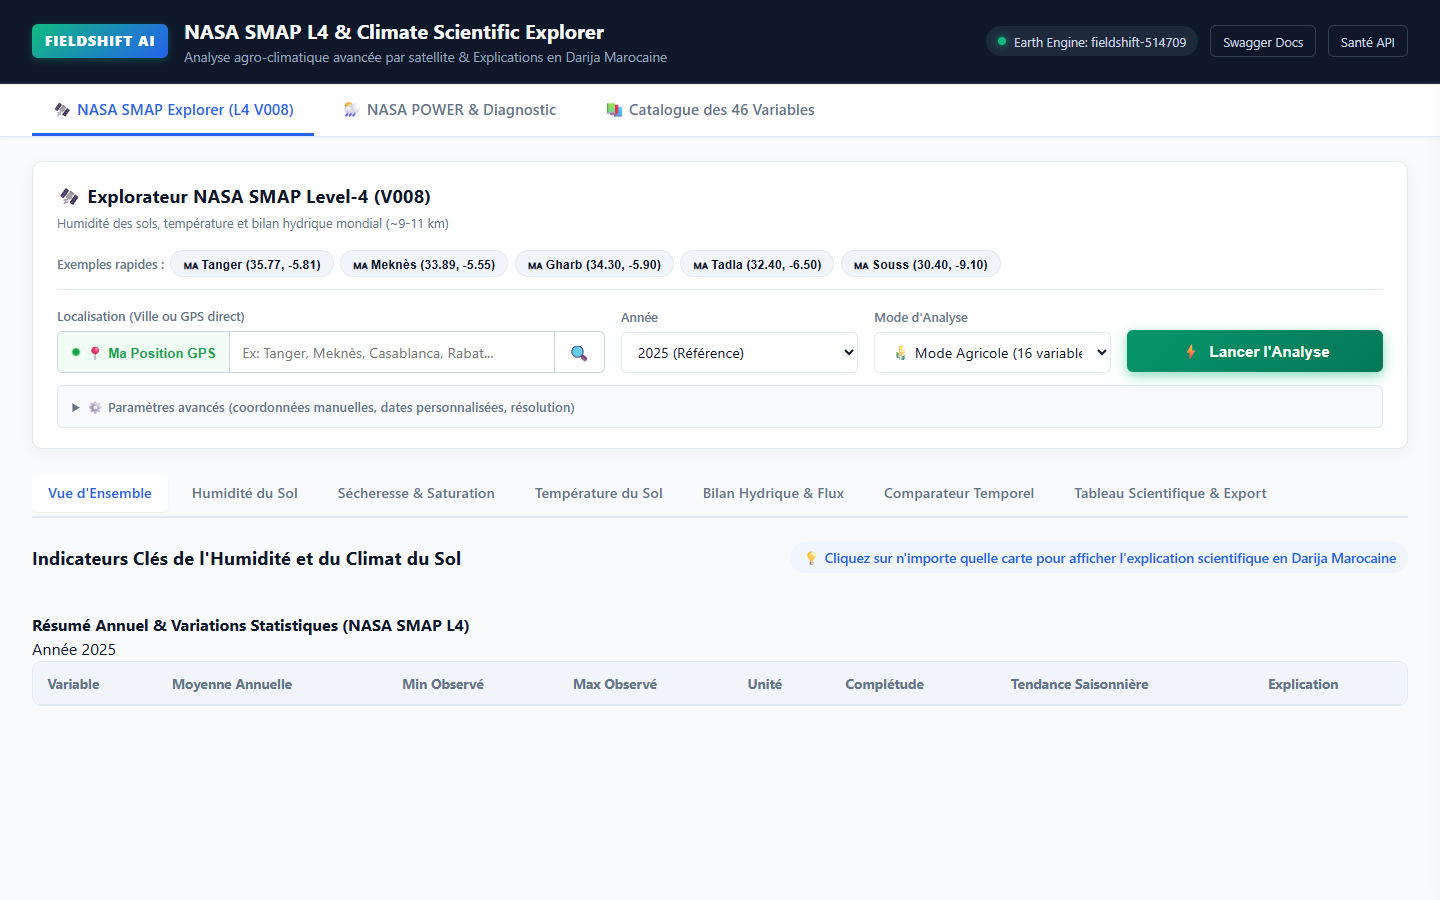 FIELDSHIFT AI
NASA SMAP L4 & Climate Scientific Explorer
Analyse agro-climatique avancée par satellite & Explications en Darija Marocaine
Earth Engine: fieldshift-514709
Swagger Docs
Santé API
NASA SMAP Explorer (L4 V008)
NASA POWER & Diagnostic
Catalogue des 46 Variables
Explorateur NASA SMAP Level-4 (V008)
Humidité des sols, température et bilan hydrique mondial (~9-11 km)
Exemples rapides :
MA Tanger (35.77, -5.81)
MA Meknès (33.89, -5.55)
MA Gharb (34.30, -5.90)
MA Tadla (32.40, -6.50)
MA Souss (30.40, -9.10)
Localisation (Ville ou GPS direct)
Année
Mode d'Analyse
Ma Position GPS
Ex: Tanger, Meknès, Casablanca, Rabat...
2025 (Référence)
Mode Agricole (16 variable
Lancer l'Analyse
Paramètres avancés (coordonnées manuelles, dates personnalisées, résolution)
Vue d'Ensemble
Humidité du Sol
Sécheresse & Saturation
Température du Sol
Bilan Hydrique & Flux
Comparateur Temporel
Tableau Scientifique & Export
Indicateurs Clés de l'Humidité et du Climat du Sol
Cliquez sur n'importe quelle carte pour afficher l'explication scientifique en Darija Marocaine
Résumé Annuel & Variations Statistiques (NASA SMAP L4)
Année 2025
Variable
Moyenne Annuelle
Min Observé
Max Observé
Unité
Complétude
Tendance Saisonnière
Explication